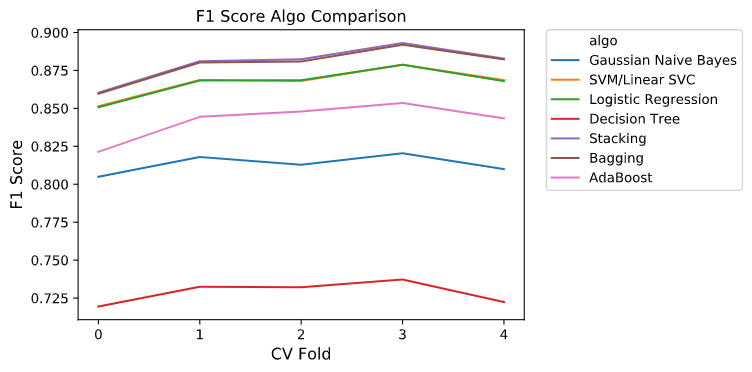 F1 Score Algo Comparison
0.900
0.875
0.850
0.825
0.800
0.775
0.750
0.725
F1 Score
0 1 2 3 4
CV Fold
algo
Gaussian Naive Bayes
SVM/Linear SVC
Logistic Regression
Decision Tree
Stacking
Bagging
AdaBoost